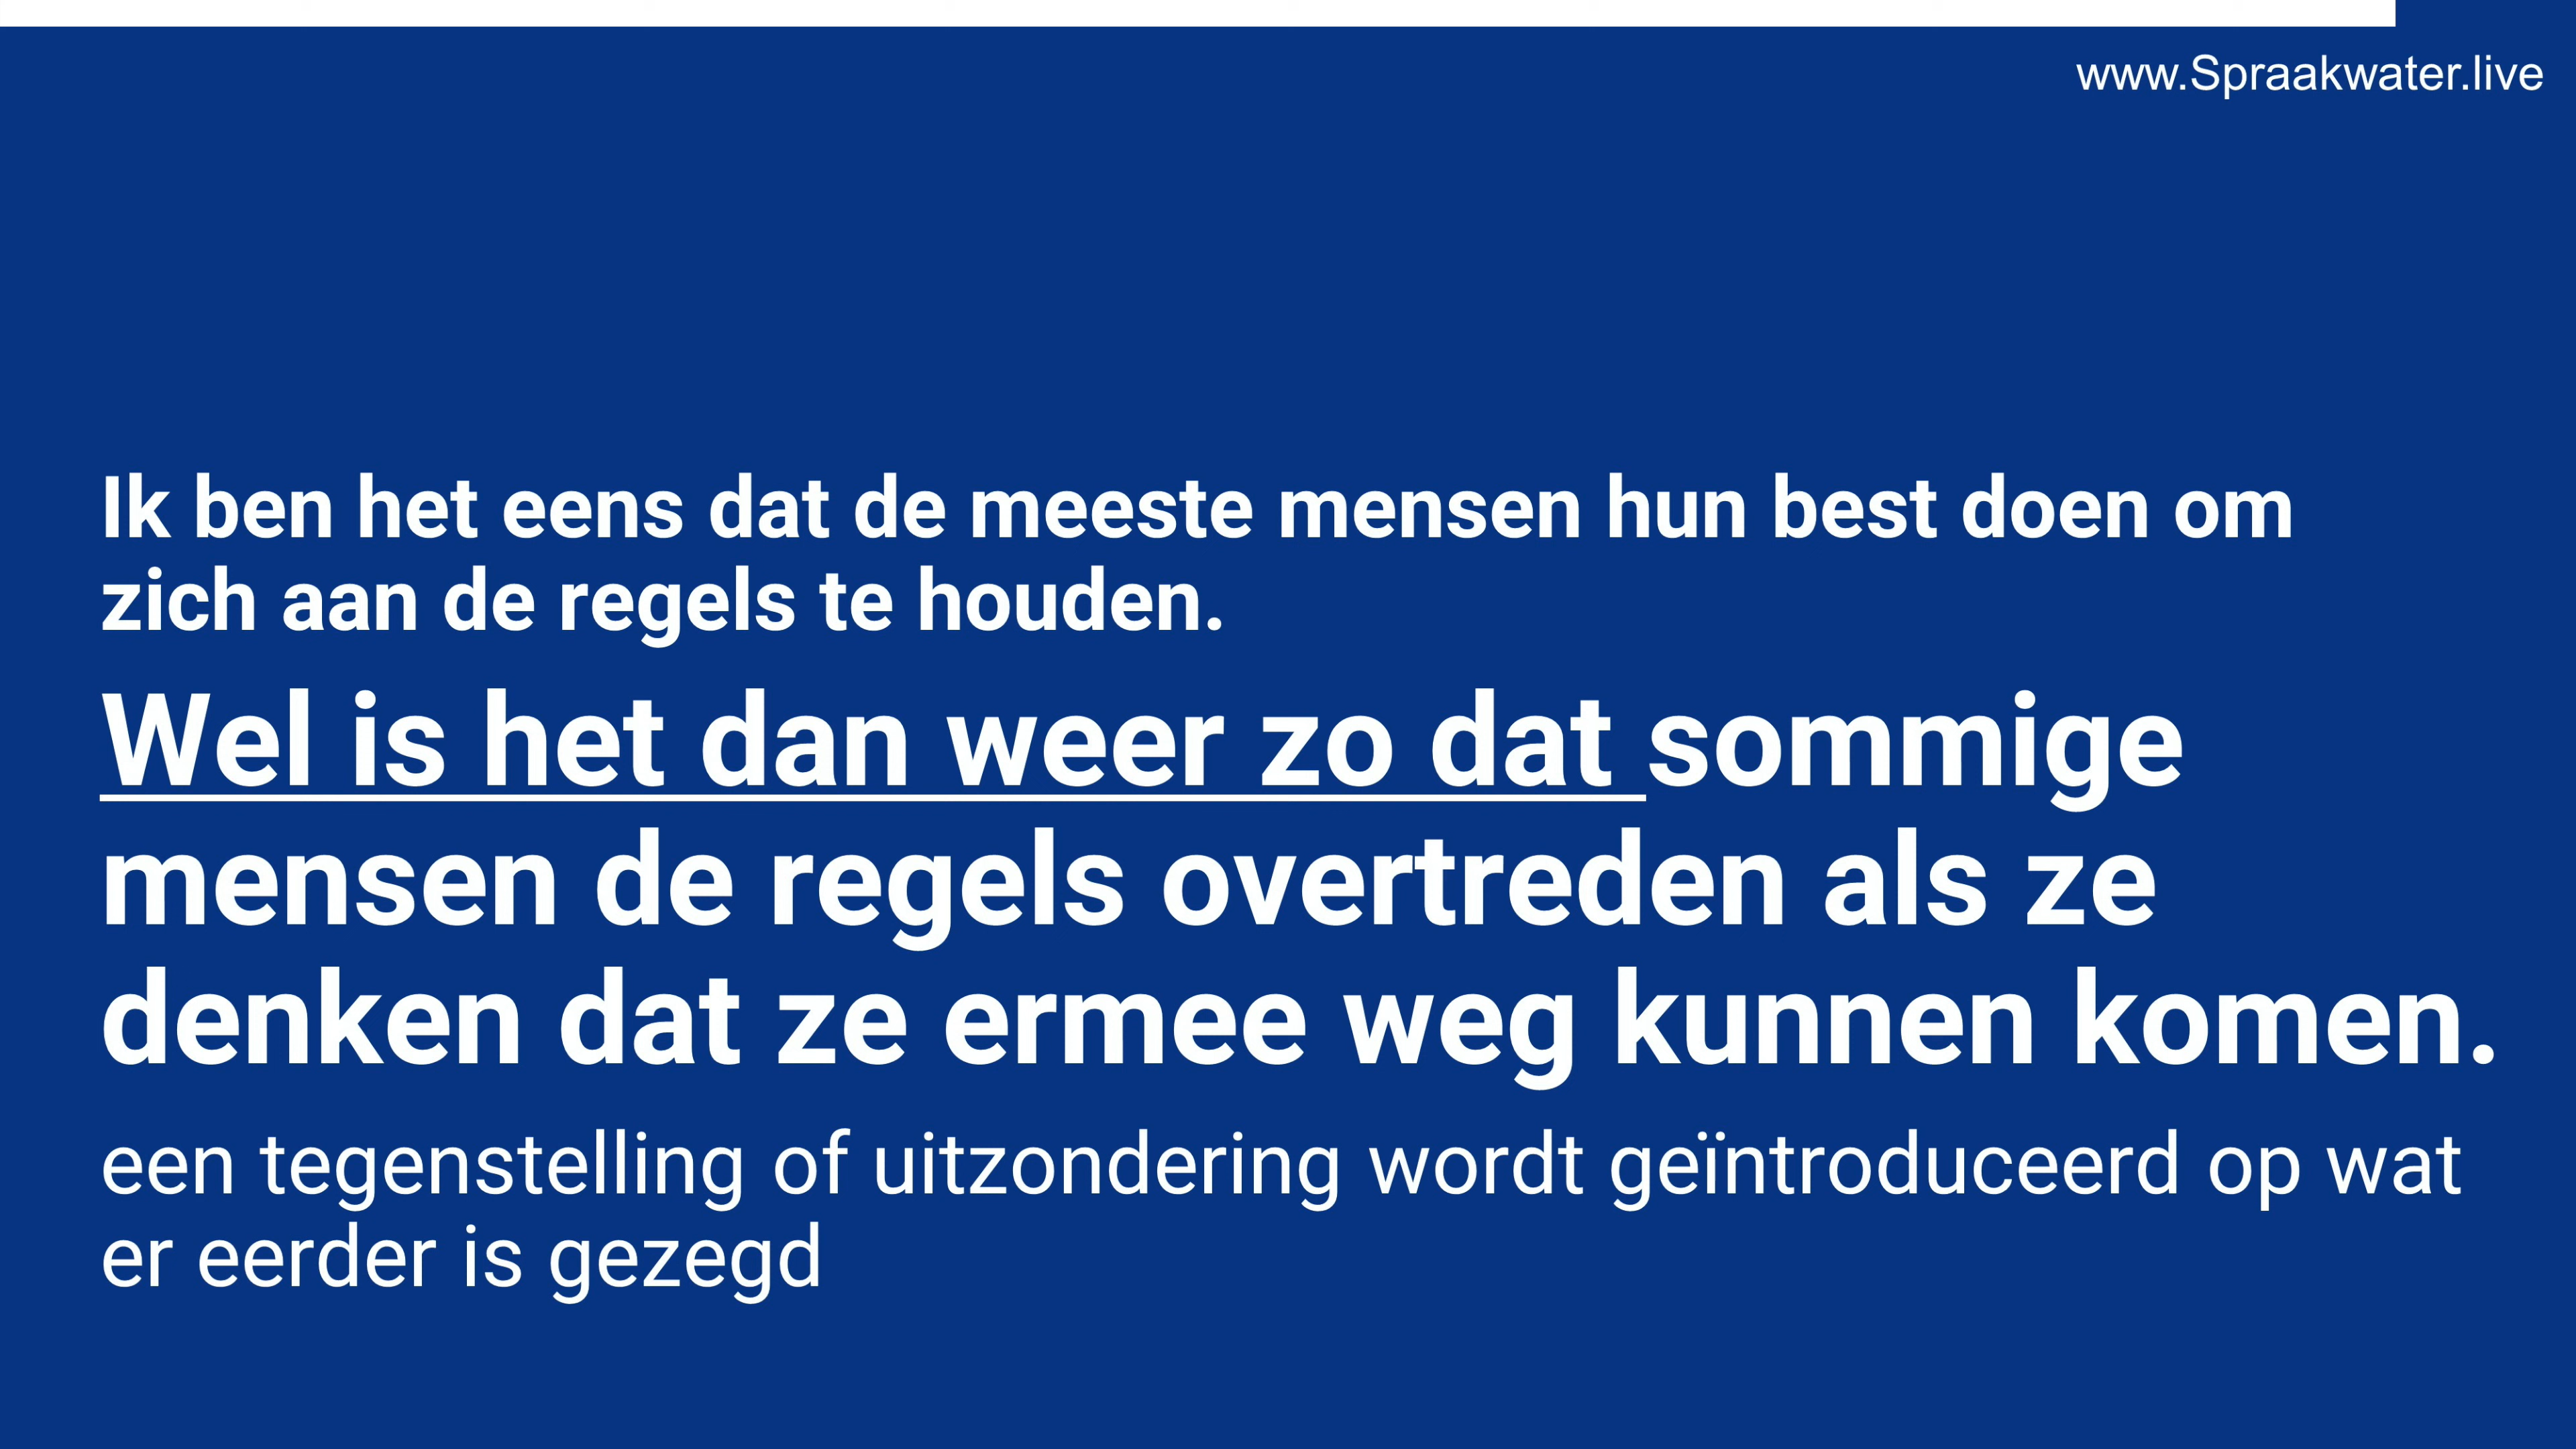 www.Spraakwater.live
Ik ben het eens dat de meeste mensen hun best doen om
zich aan de regels te houden.
Wel is het dan weer zo dat sommige
mensen de regels overtreden als ze
denken dat ze ermee weg kunnen komen.
een tegenstelling of uitzondering wordt geïntroduceerd op wat
er eerder is gezegd